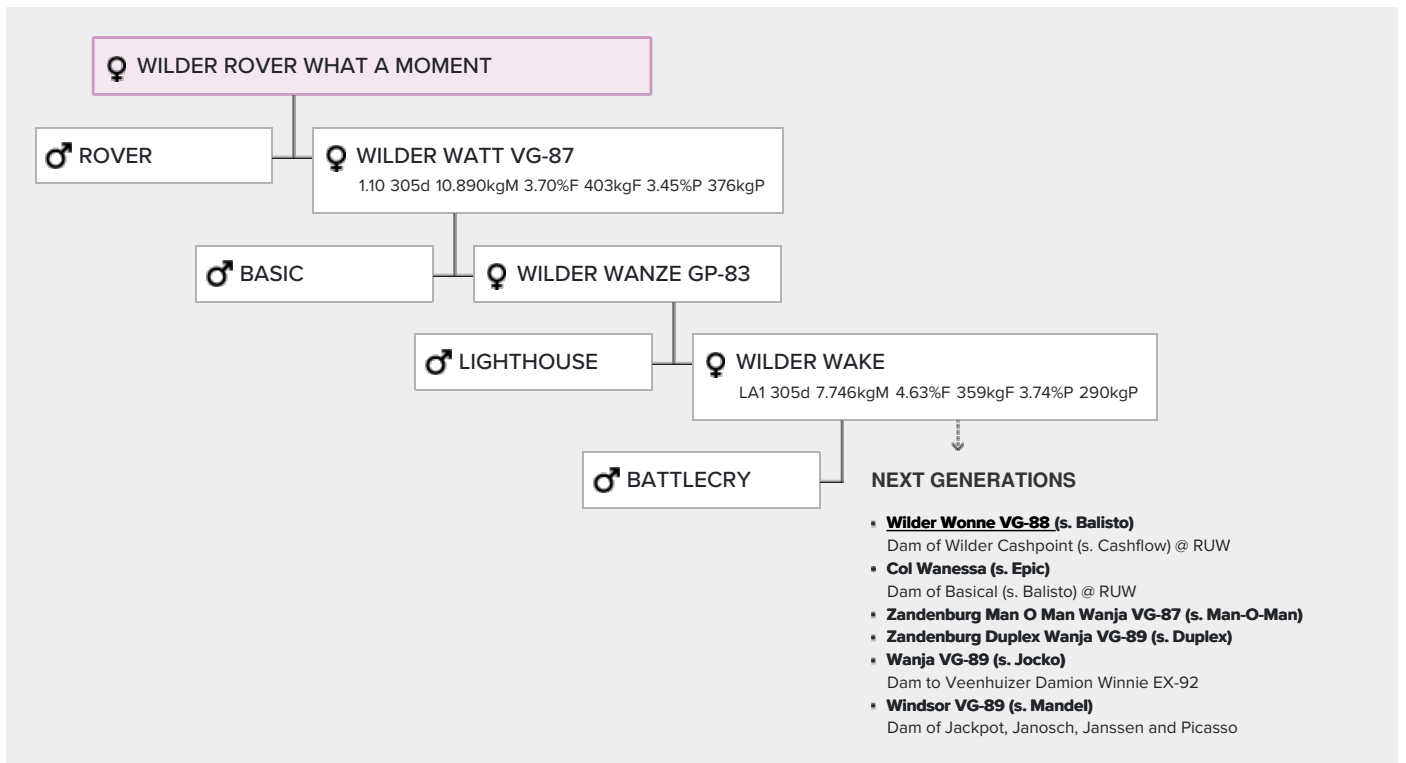 WILDER ROVER WHAT A MOMENT
ROVER
WILDER WATT VG-87
1.10 305d 10.890kgM 3.70%F 403kgF 3.45%P 376kgP
BASIC
WILDER WANZE GP-83
LIGHTHOUSE
WILDER WAKE
LA1 305d 7.746kgM 4.63%F 359kgF 3.74%P 290kgP
BATTLECRY
NEXT GENERATIONS
Wilder Wonne VG-88 (s. Balisto)
Dam of Wilder Cashpoint (s. Cashflow) @ RUW
Col Wanessa (s. Epic)
Dam of Basical (s. Balisto) @ RUW
Zandenburg Man O Man Wanja VG-87 (s. Man-O-Man)
Zandenburg Duplex Wanja VG-89 (s. Duplex)
Wanja VG-89 (s. Jocko)
Dam to Veenhuizer Damion Winnie EX-92
Windsor VG-89 (s. Mandel)
Dam of Jackpot, Janosch, Janssen and Picasso